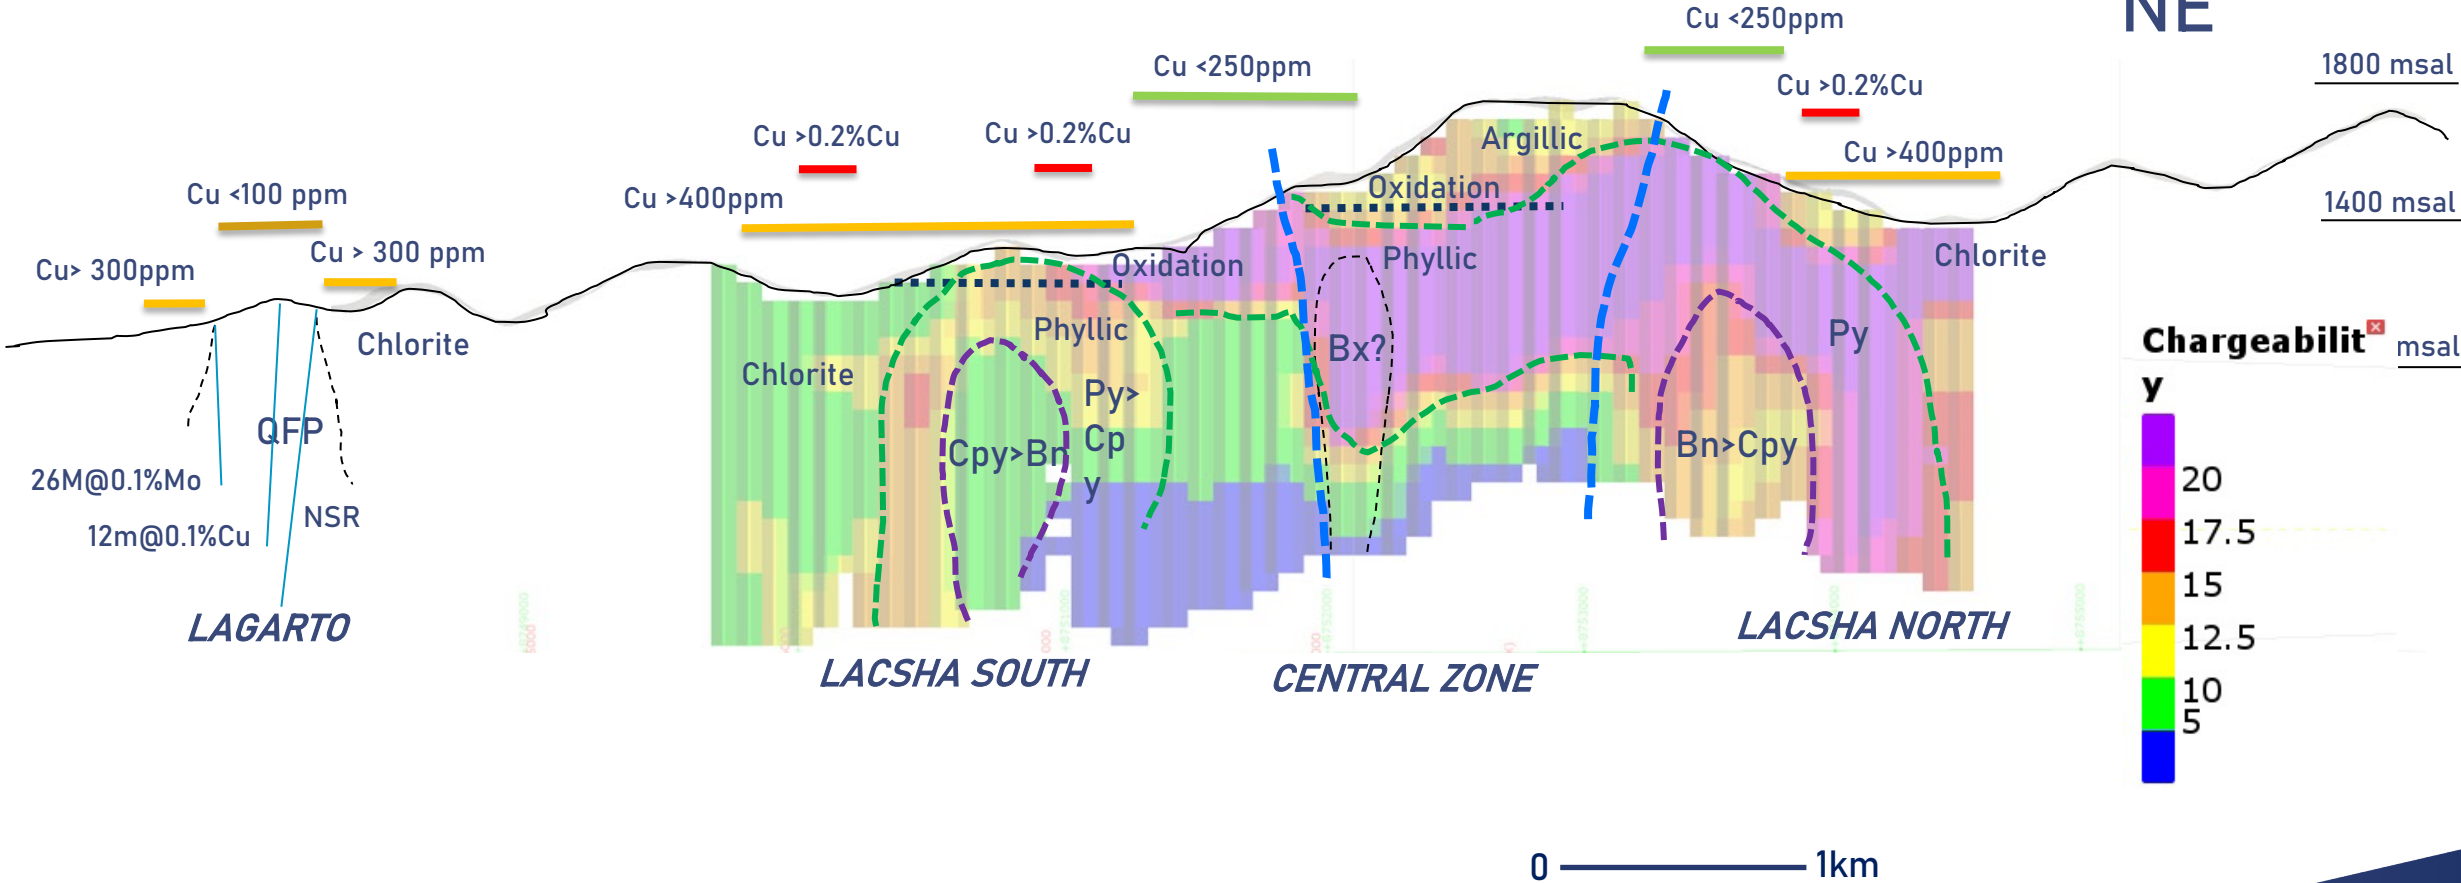 NE
Cu <250ppm
1800 msal
Cu <250ppm
Cu >0.2%Cu
Cu >0.2%Cu
Cu >0.2%Cu
Argillic
Cu >400ppm
Cu <100 ppm
Cu >400ppm
Oxidation
1400 msal
Cu > 300 ppm
Cu> 300ppm
Oxidation
Phyllic
Chlorite
Chlorite
Phyllic
Bx?
Py
Chargeabilit
y
msal
Chlorite
Py>
Cp
y
QFP
Cpy>Bn
Bn>Cpy
26M@0.1%Mo
NSR
12m@0.1%Cu
20
17.5
15
12.5
10
5
LAGARTO
LACSHA SOUTH
CENTRAL ZONE
LACSHA NORTH
+8752000
+8753000
+8755000
0
1km